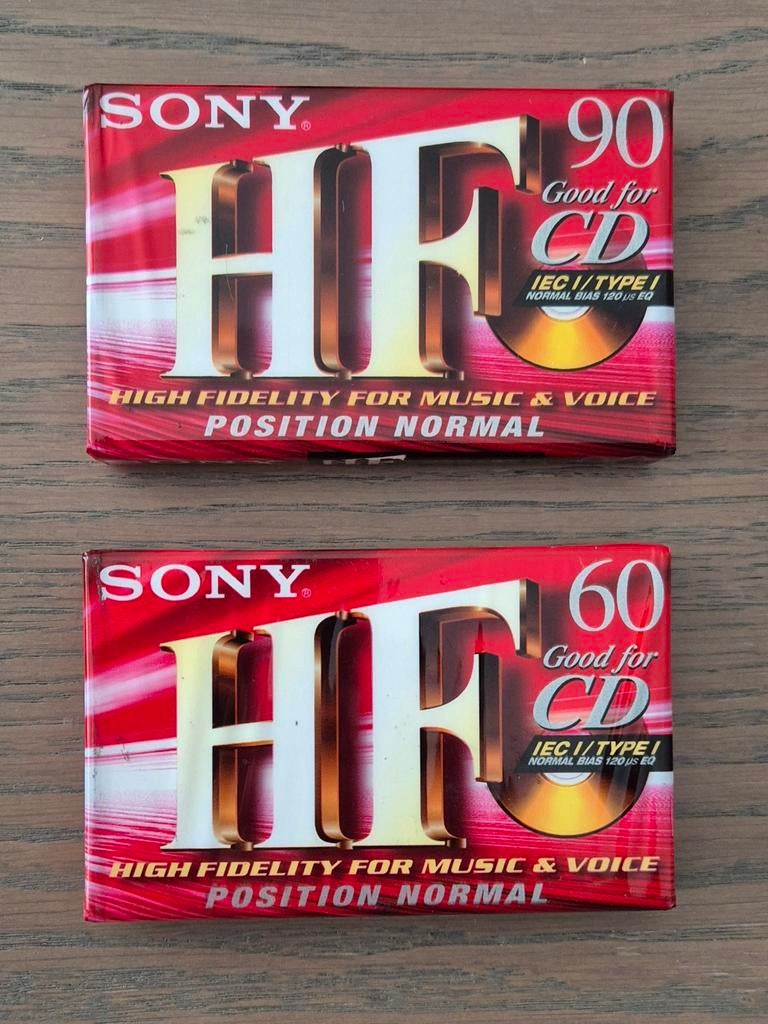 SONY®
90
Good for
CD
HF
IEC I / TYPE I
NORMAL BIAS 120 µs EQ
HIGH FIDELITY FOR MUSIC & VOICE
POSITION NORMAL
HF
SONY®
60
Good for
CD
HF
IEC I / TYPE I
NORMAL BIAS 120 µs EQ
HIGH FIDELITY FOR MUSIC & VOICE
POSITION NORMAL